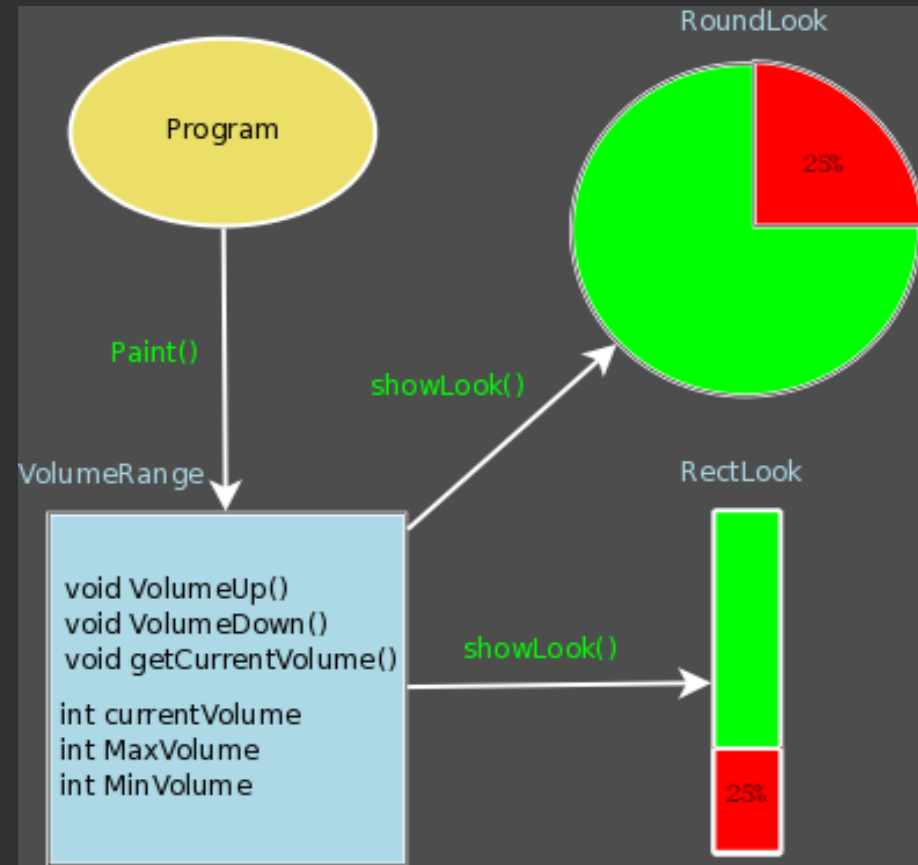 RoundLook
Program
25%
Paint()
showLook()
VolumeRange
RectLook
void VolumeUp()
void VolumeDown()
void getCurrentVolume()
showLook()
int currentVolume
int MaxVolume
int MinVolume
25%